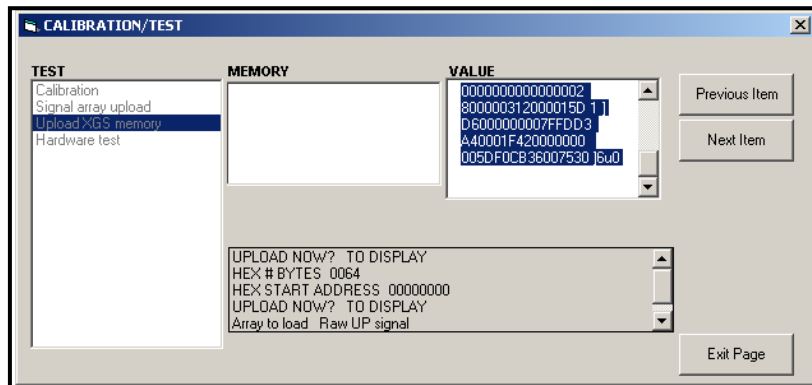 CALIBRATION/TEST
TEST
Calibration
Signal array upload
Upload XGS memory
Hardware test
MEMORY
VALUE
0000000000000002
800000312000015D 1 ]
D6000000007FFDD3
A40001F420000000
005DF0CB36007530 ]6u0
Previous Item
Next Item
UPLOAD NOW? TO DISPLAY
HEX # BYTES 0064
HEX START ADDRESS 00000000
UPLOAD NOW? TO DISPLAY
Array to load Raw UP signal
Exit Page